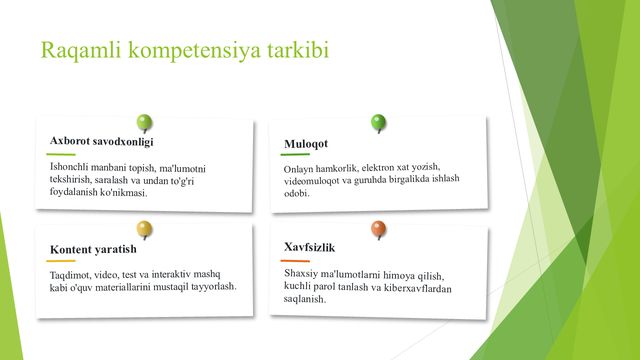 Raqamli kompetensiya tarkibi
Axborot savodxonligi
Ishonchli manbani topish, ma'lumotni
tekshirish, saralash va undan to'g'ri
foydalanish ko'nikmasi.
Muloqot
Onlayn hamkorlik, elektron xat yozish,
videomuloqot va guruhda birgalikda ishlash
odobi.
Kontent yaratish
Taqdimot, video, test va interaktiv mashq
kabi o'quv materiallarini mustaqil tayyorlash.
Xavfsizlik
Shaxsiy ma'lumotlarni himoya qilish,
kuchli parol tanlash va kiberxavflardan
saqlanish.